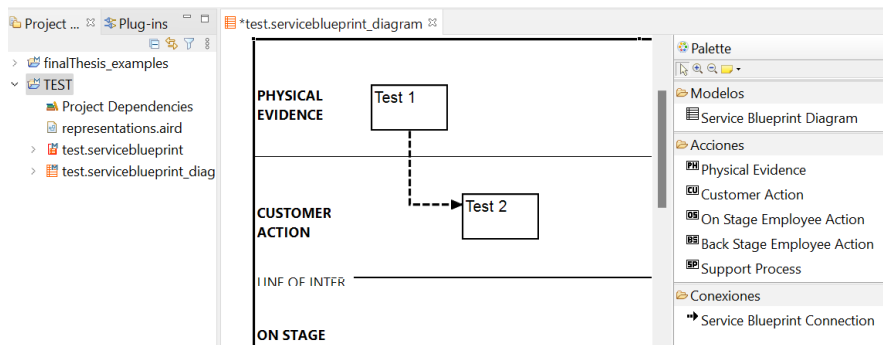 Project ...
Plug-ins
*test.serviceblueprint_diagram
finalThesis_examples
TEST
Project Dependencies
representations.aird
test.serviceblueprint
test.serviceblueprint_diag
PHYSICAL
EVIDENCE
Test 1
CUSTOMER
ACTION
Test 2
LINE OF INTER
ON STAGE
Palette
Modelos
Service Blueprint Diagram
Acciones
PH Physical Evidence
CU Customer Action
OS On Stage Employee Action
BS Back Stage Employee Action
SP Support Process
Conexiones
Service Blueprint Connection